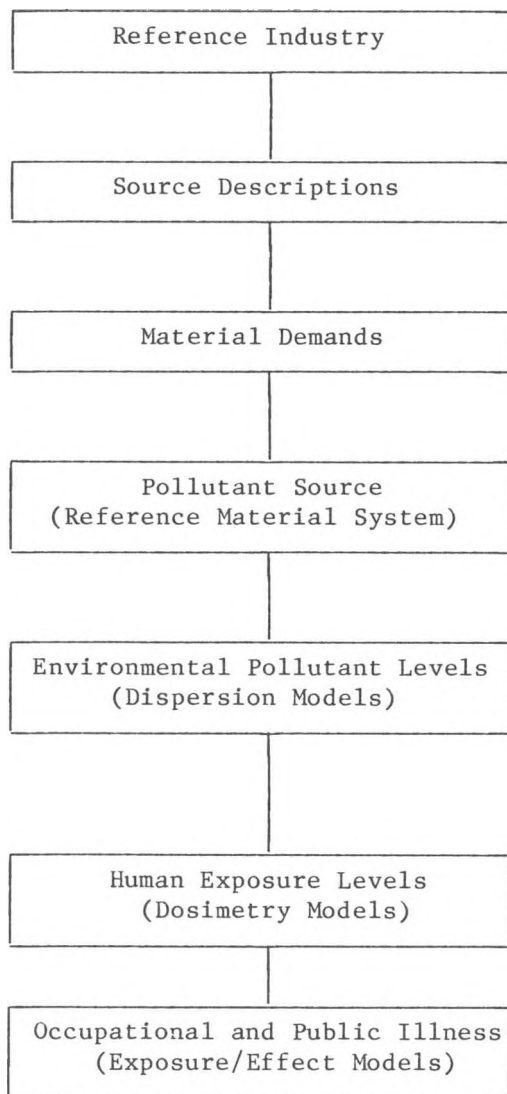 Reference Industry
Source Descriptions
Material Demands
Pollutant Source
(Reference Material System)
Environmental Pollutant Levels
(Dispersion Models)
Human Exposure Levels
(Dosimetry Models)
Occupational and Public Illness
(Exposure/Effect Models)